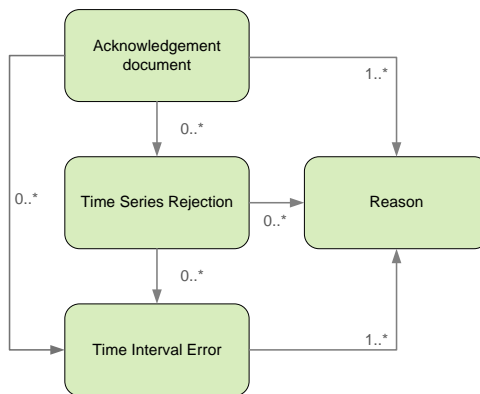 Acknowledgement
document
1..*
0..*
0..*
Time Series Rejection
0..*
Reason
0..*
Time Interval Error
1..*